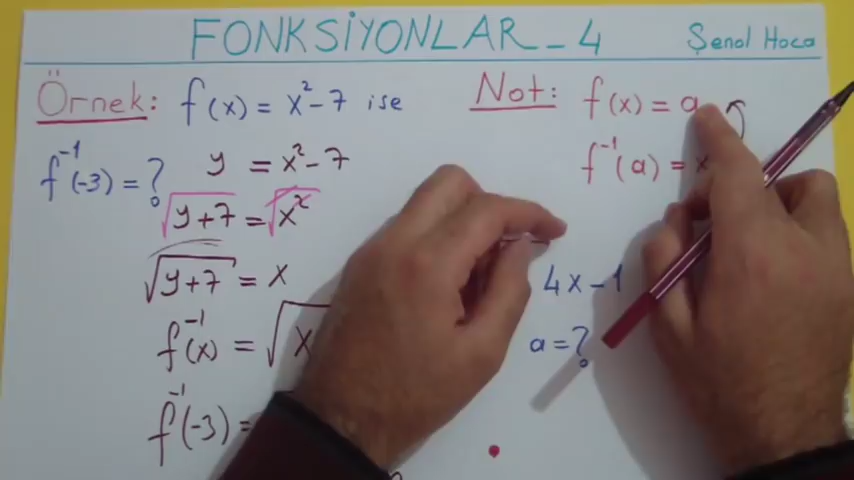 FONKSİYONLAR - 4
Şenol Hoca
Örnek: f(x) = x² - 7 ise
f⁻¹(-3) = ?
y = x² - 7
√(y+7) = √x²
√(y+7) = x
f⁻¹(x) = √x
f⁻¹(-3) =
Not: f(x) = a
f⁻¹(a) = x
4x - 1
a = ?